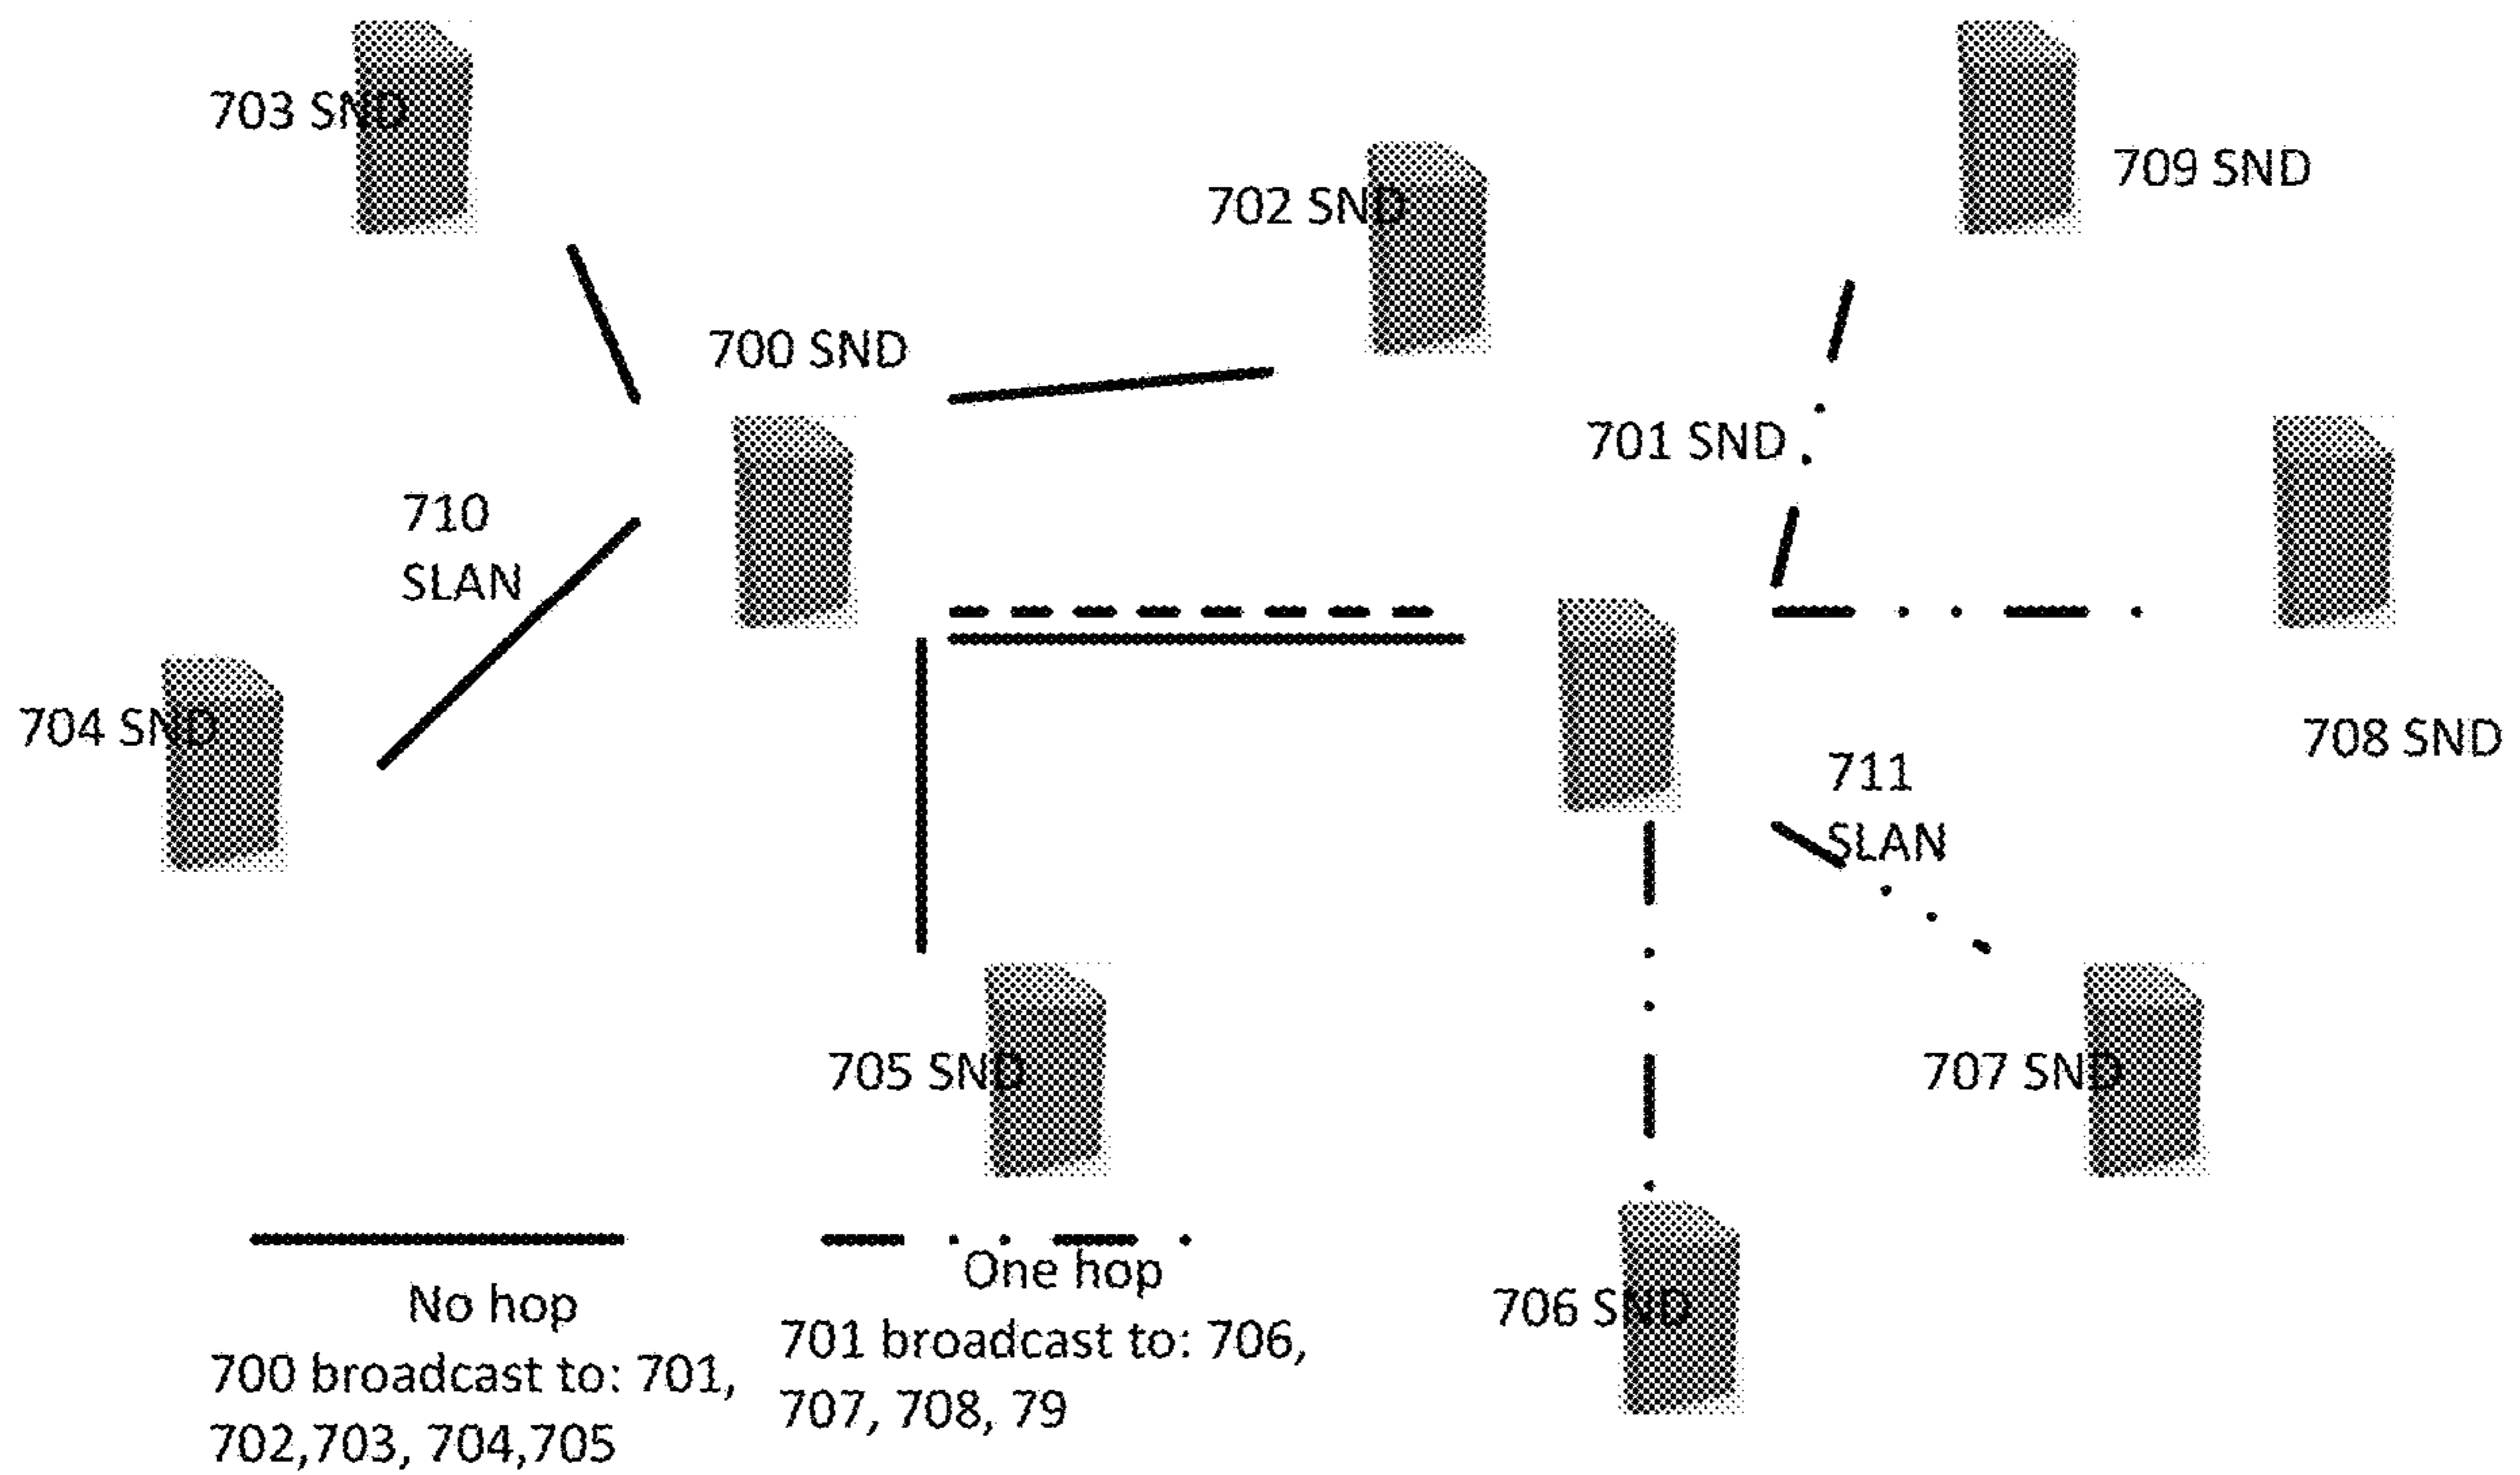 703 SND
709 SND
702 SND
700 SND
701 SND
710
SLAN
704 SND
708 SND
711
SLAN
705 SND
707 SND
706 SND
No hop
700 broadcast to: 701,
702,703, 704,705
One hop
701 broadcast to: 706,
707, 708, 79